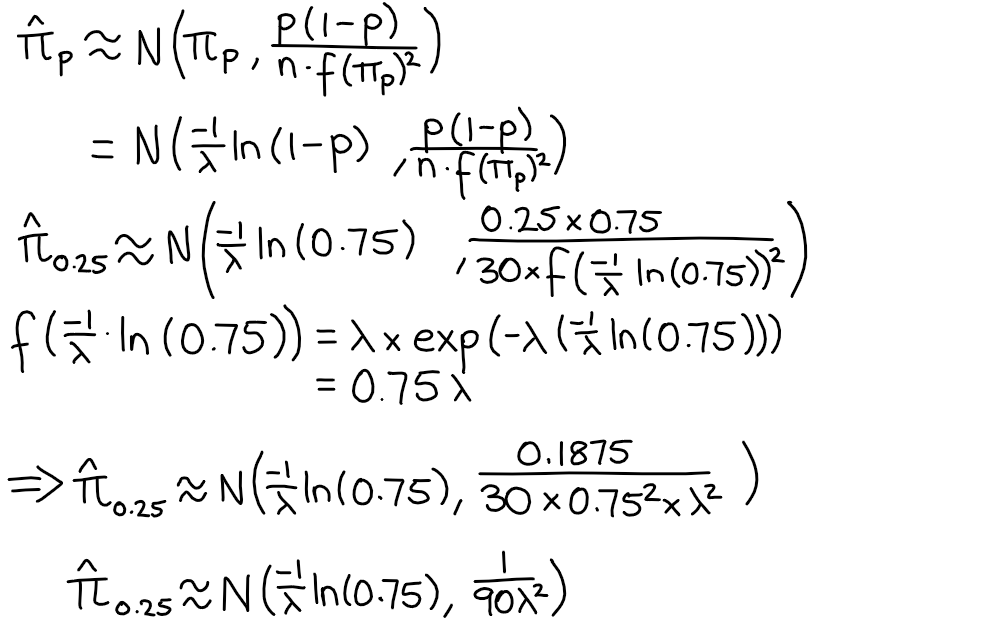 π̂ₚ ≈ N(πₚ, p(1-p) / n·f(πₚ)²)
= N(-1/λ ln(1-p), p(1-p) / n·f(πₚ)²)
π̂₀.₂₅ ≈ N(-1/λ ln(0.75), 0.25×0.75 / 30×f(-1/λ ln(0.75))²)
f(-1/λ · ln(0.75)) = λ × exp(-λ(-1/λ ln(0.75)))
= 0.75λ
⇒ π̂₀.₂₅ ≈ N(-1/λ ln(0.75), 0.1875 / 30×0.75²×λ²)
π̂₀.₂₅ ≈ N(-1/λ ln(0.75), 1/90λ²)